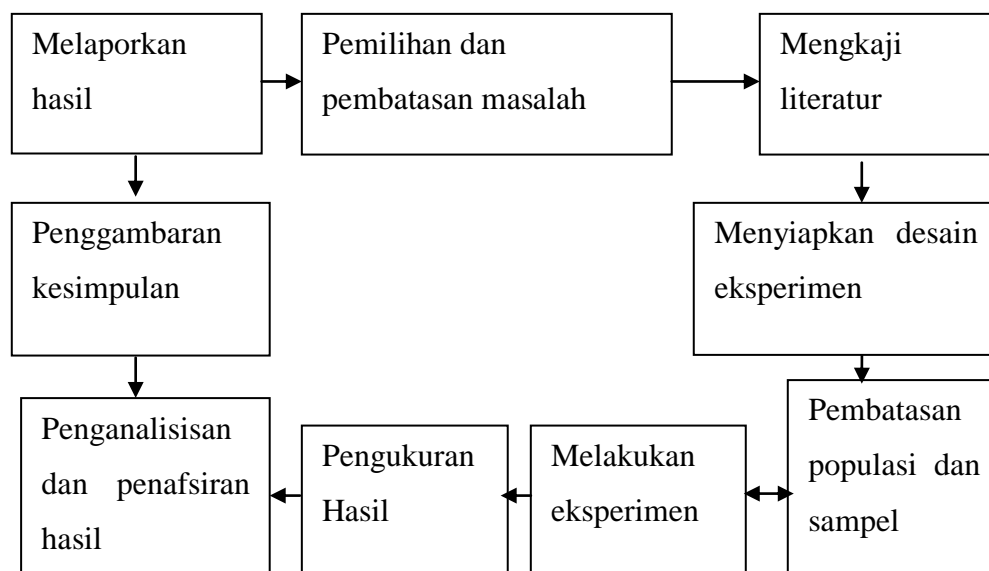 Melaporkan
hasil
Pemilihan dan
pembatasan masalah
Mengkaji
literatur
Penggambaran
kesimpulan
Menyiapkan desain
eksperimen
Penganalisisan
dan penafsiran
hasil
Pengukuran
Hasil
Melakukan
eksperimen
Pembatasan
populasi dan
sampel